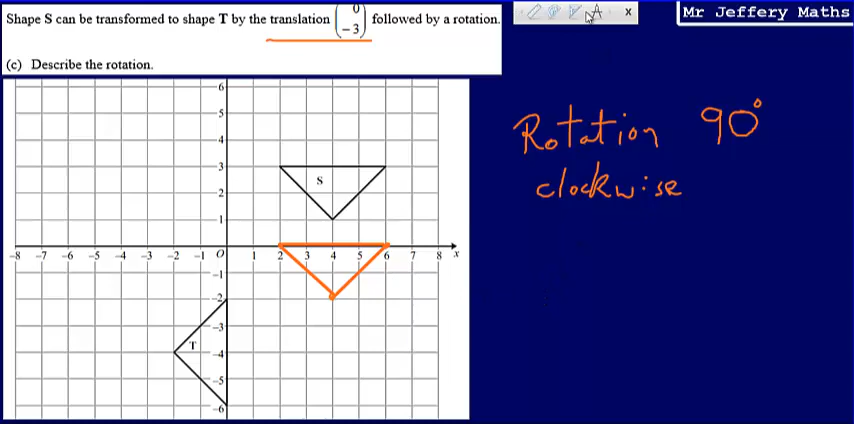 Shape S can be transformed to shape T by the translation (0 −3) followed by a rotation.
(c) Describe the rotation.
A x
Mr Jeffery Maths
Rotation 90°
clockwise
6
5
4
3
S
2
1
−8 −7 −6 −5 −4 −3 −2 −1 O 1 2 3 4 5 6 7 8 x
−1
−2
−3
T
−4
−5
−6